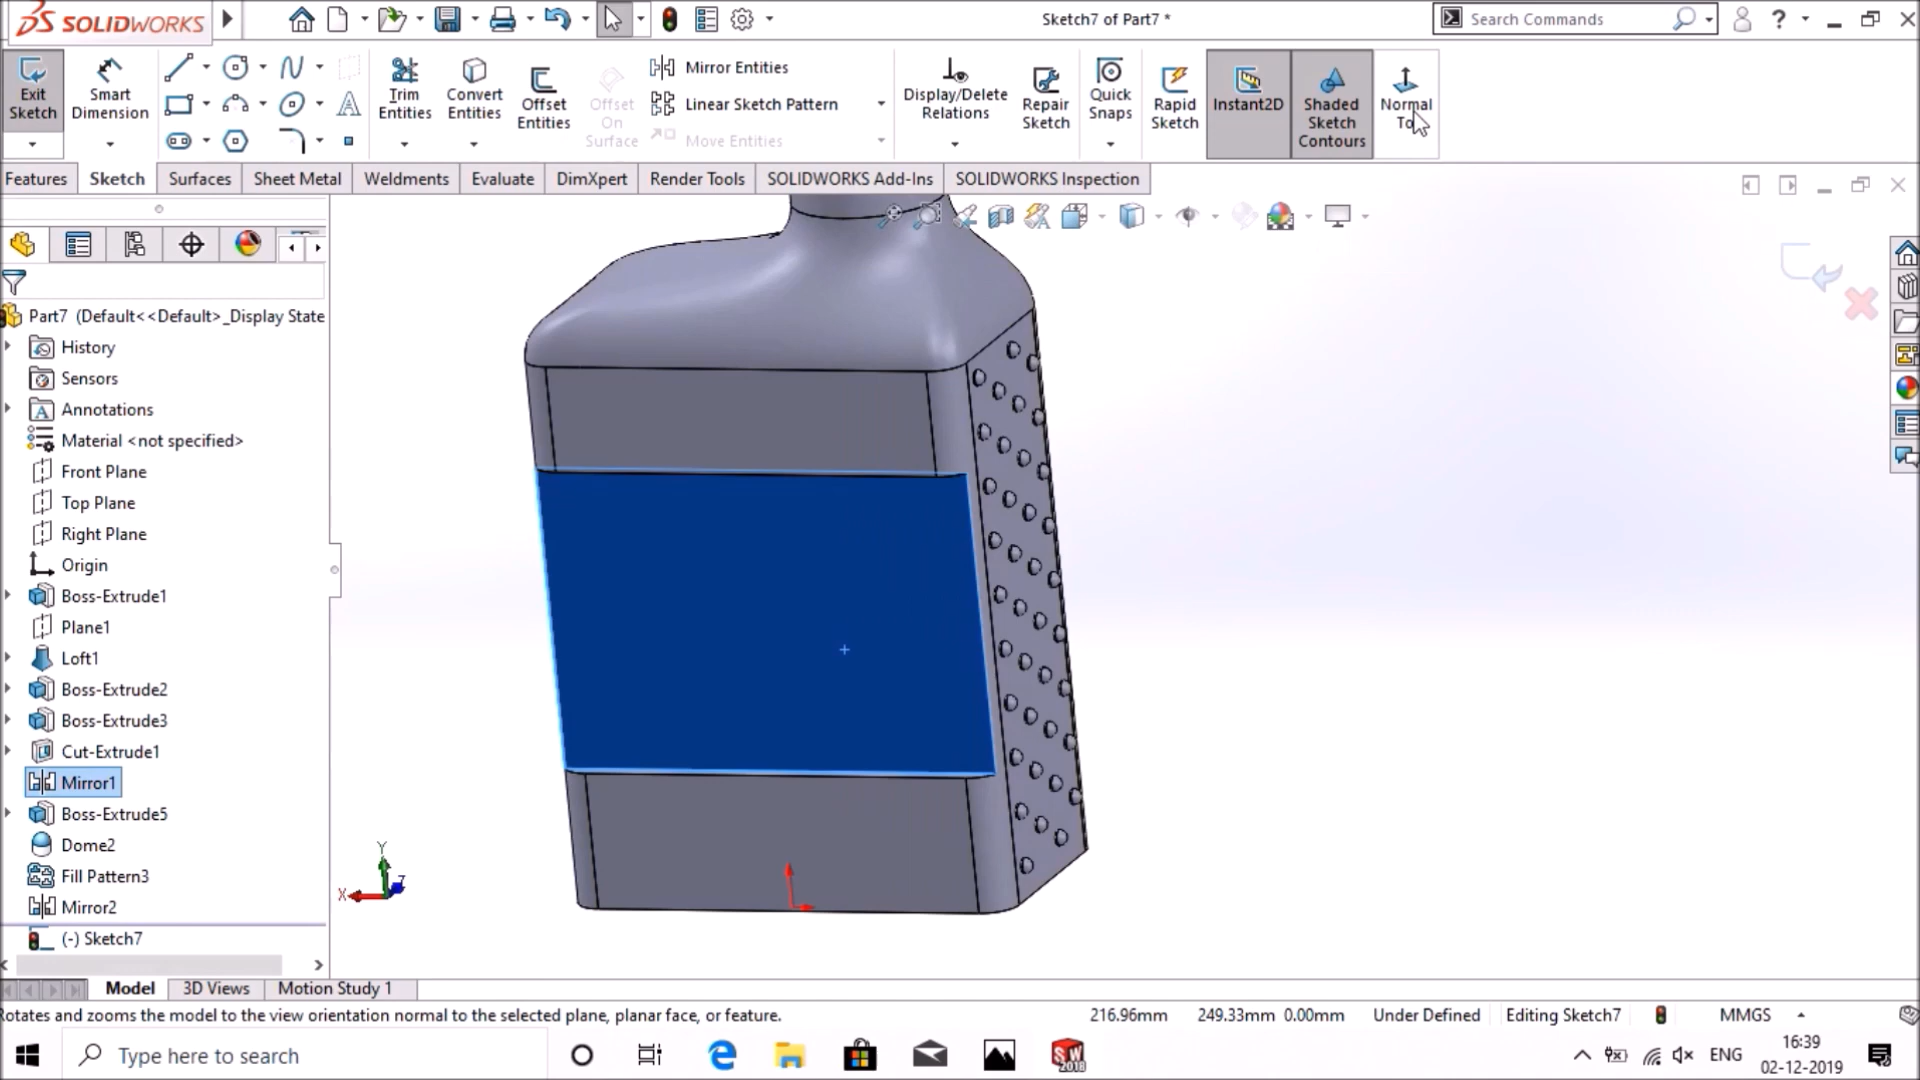 SOLIDWORKS
Sketch7 of Part7 *
Search Commands
Exit Sketch
Smart Dimension
Trim Entities
Convert Entities
Offset Entities
Offset On Surface
Mirror Entities
Linear Sketch Pattern
Move Entities
Display/Delete Relations
Repair Sketch
Quick Snaps
Rapid Sketch
Instant2D
Shaded Sketch Contours
Normal To
Features Sketch Surfaces Sheet Metal Weldments Evaluate DimXpert Render Tools SOLIDWORKS Add-Ins SOLIDWORKS Inspection
Part7 (Default<<Default>_Display State
History
Sensors
Annotations
Material <not specified>
Front Plane
Top Plane
Right Plane
Origin
Boss-Extrude1
Plane1
Loft1
Boss-Extrude2
Boss-Extrude3
Cut-Extrude1
Mirror1
Boss-Extrude5
Dome2
Fill Pattern3
Mirror2
(-) Sketch7
Y
X
Z
Model 3D Views Motion Study 1
Rotates and zooms the model to the view orientation normal to the selected plane, planar face, or feature.
216.96mm 249.33mm 0.00mm Under Defined Editing Sketch7 MMGS
Type here to search
SW 2018
ENG
16:39
02-12-2019